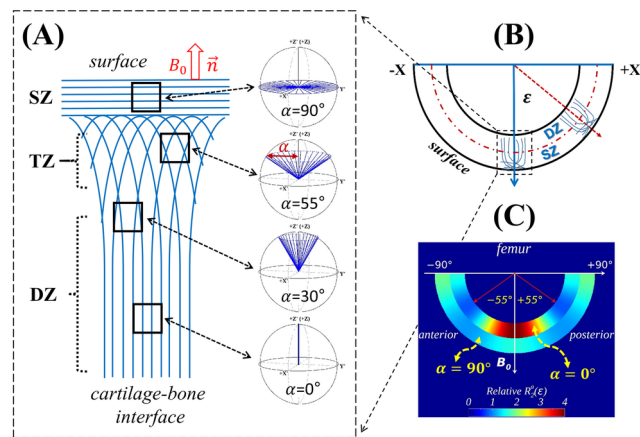 (A)
surface
B₀ n⃗
SZ
TZ
DZ
cartilage-bone
interface
+Z' (+Z)
+X
Y'
α=90°
+Z' (+Z)
α
+X
Y'
α=55°
+Z' (+Z)
+X
Y'
α=30°
+Z' (+Z)
+X
Y'
α=0°
(B)
-X
+X
ε
DZ
SZ
surface
(C)
femur
−90°
+90°
−55°
+55°
anterior
posterior
α = 90°
B₀
α = 0°
Relative R₂ᵃ(ε)
0 1 2 3 4